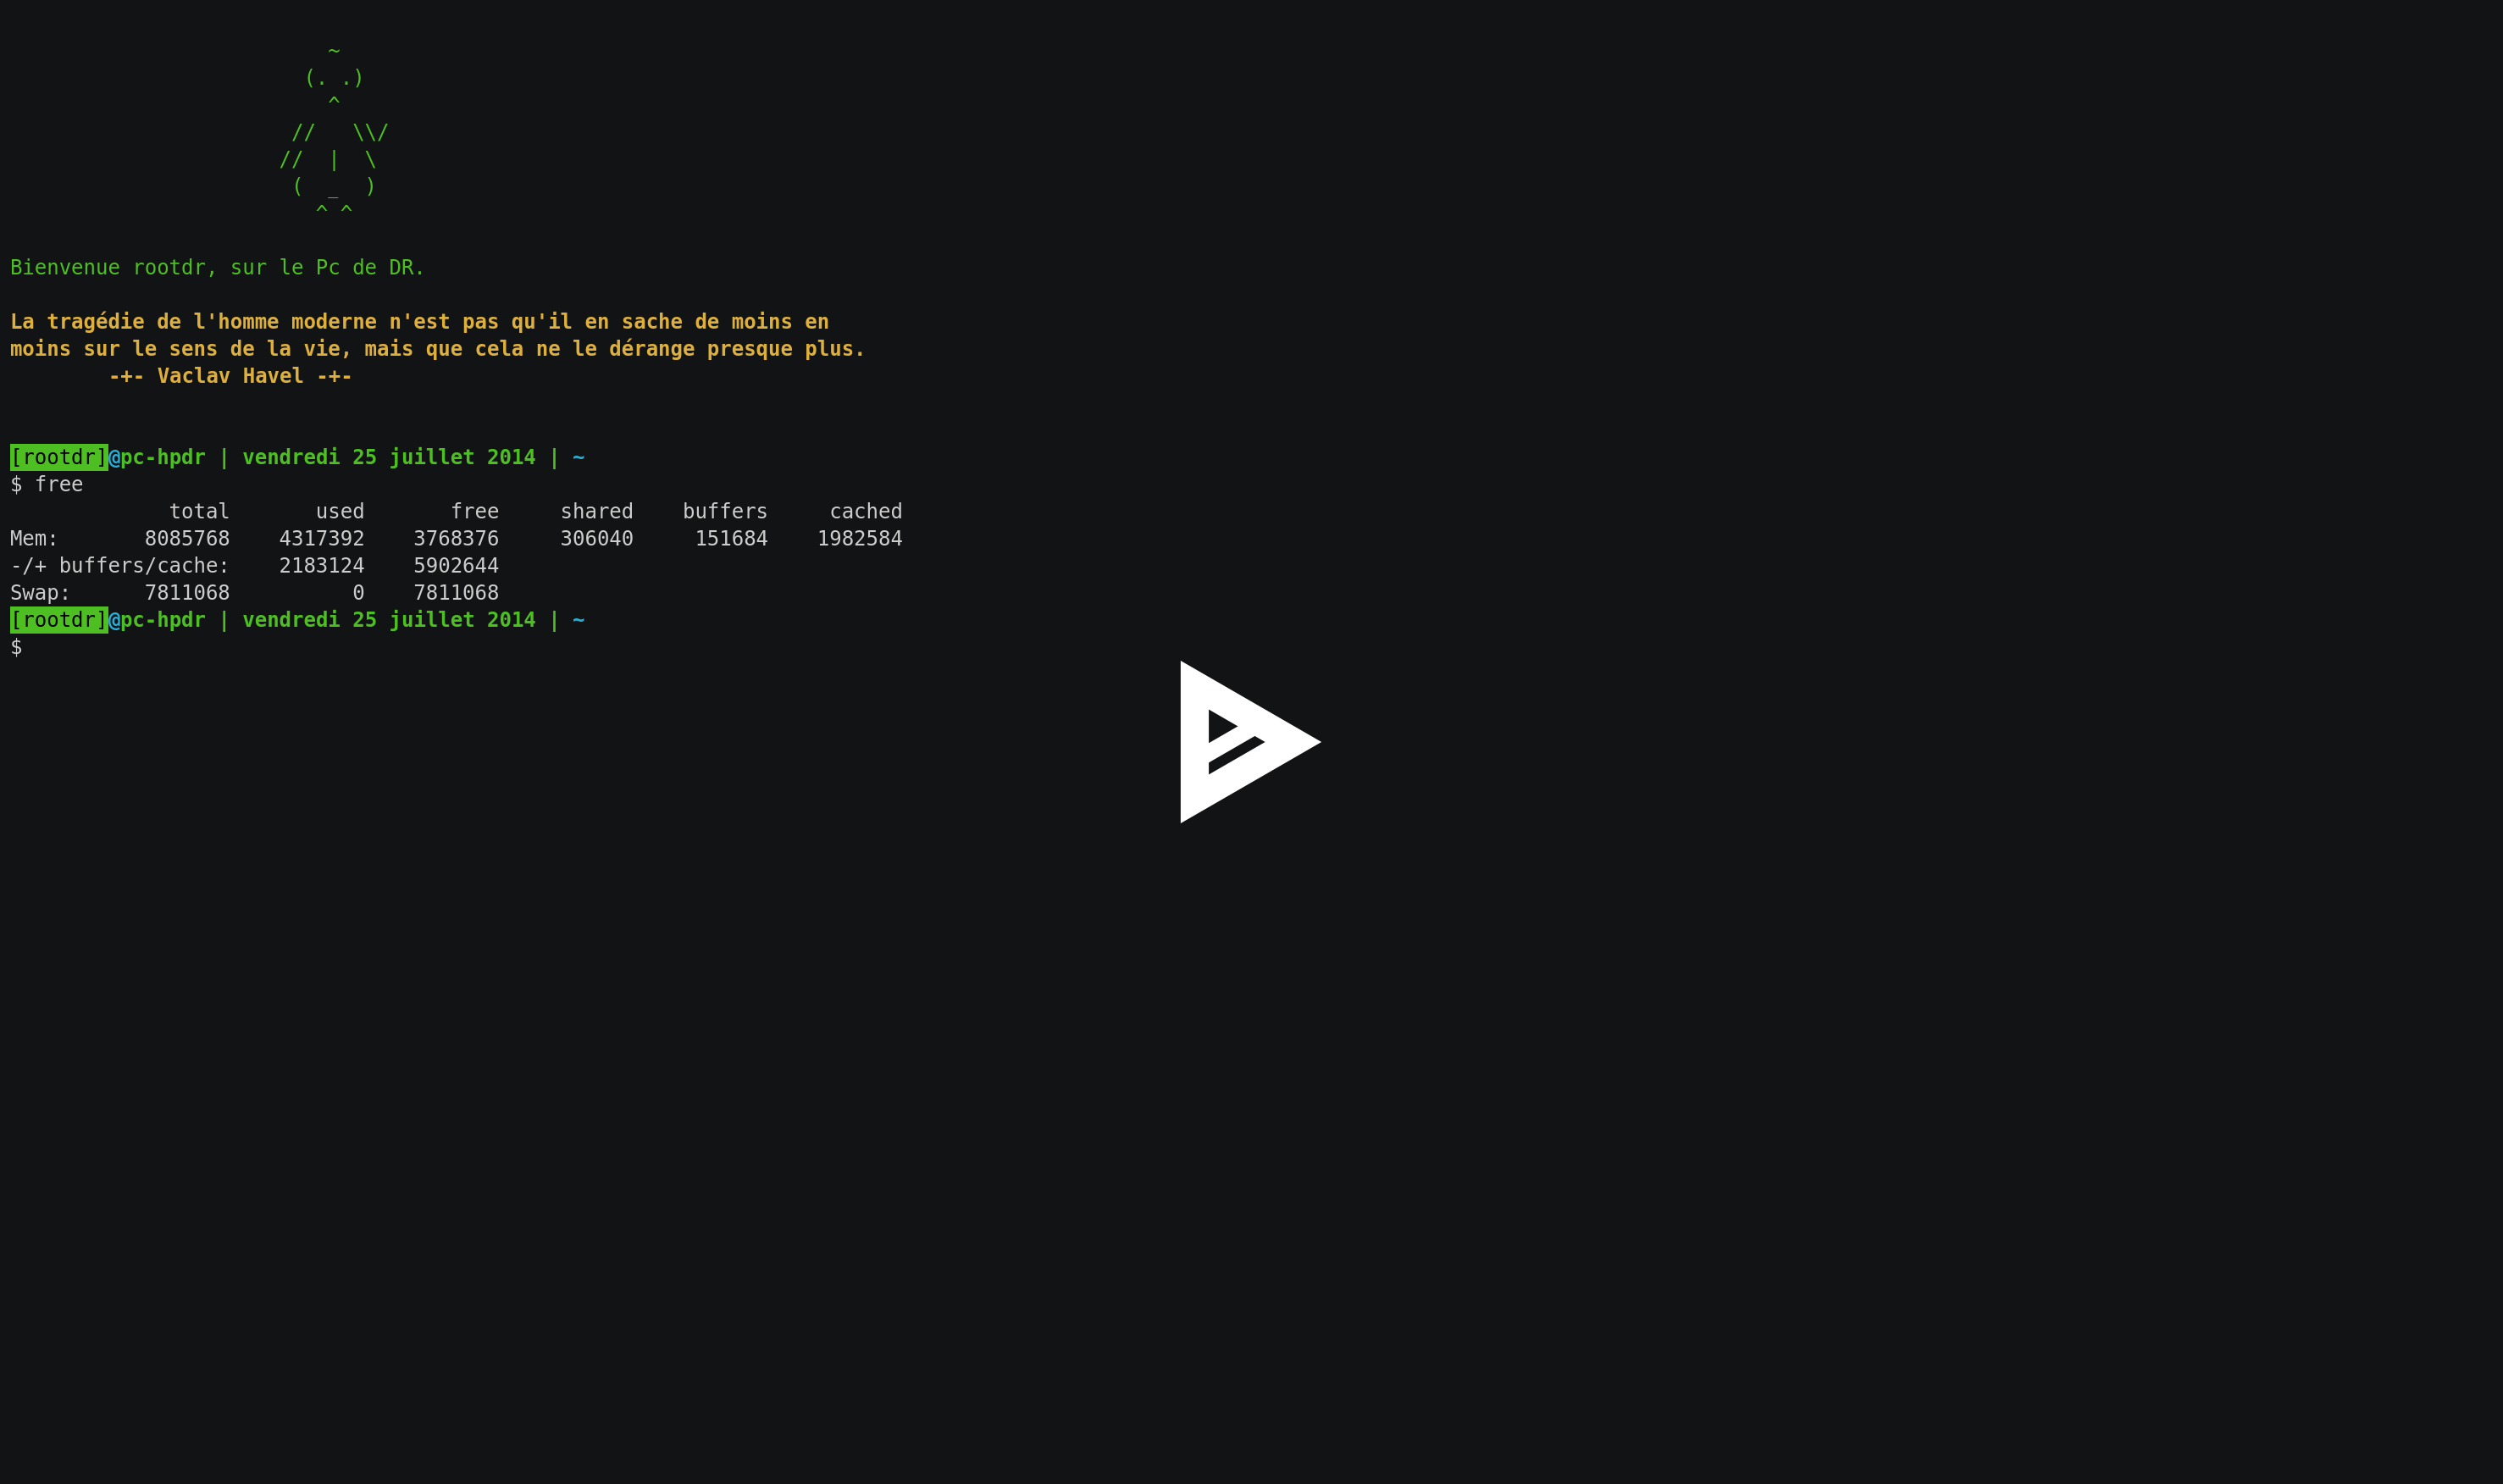 ~
(. .)
^
// \\/
// | \
( _ )
^ ^
Bienvenue rootdr, sur le Pc de DR.
La tragédie de l'homme moderne n'est pas qu'il en sache de moins en
moins sur le sens de la vie, mais que cela ne le dérange presque plus.
-+- Vaclav Havel -+-
[rootdr]@pc-hpdr | vendredi 25 juillet 2014 | ~
$ free
total used free shared buffers cached
Mem: 8085768 4317392 3768376 306040 151684 1982584
-/+ buffers/cache: 2183124 5902644
Swap: 7811068 0 7811068
[rootdr]@pc-hpdr | vendredi 25 juillet 2014 | ~
$